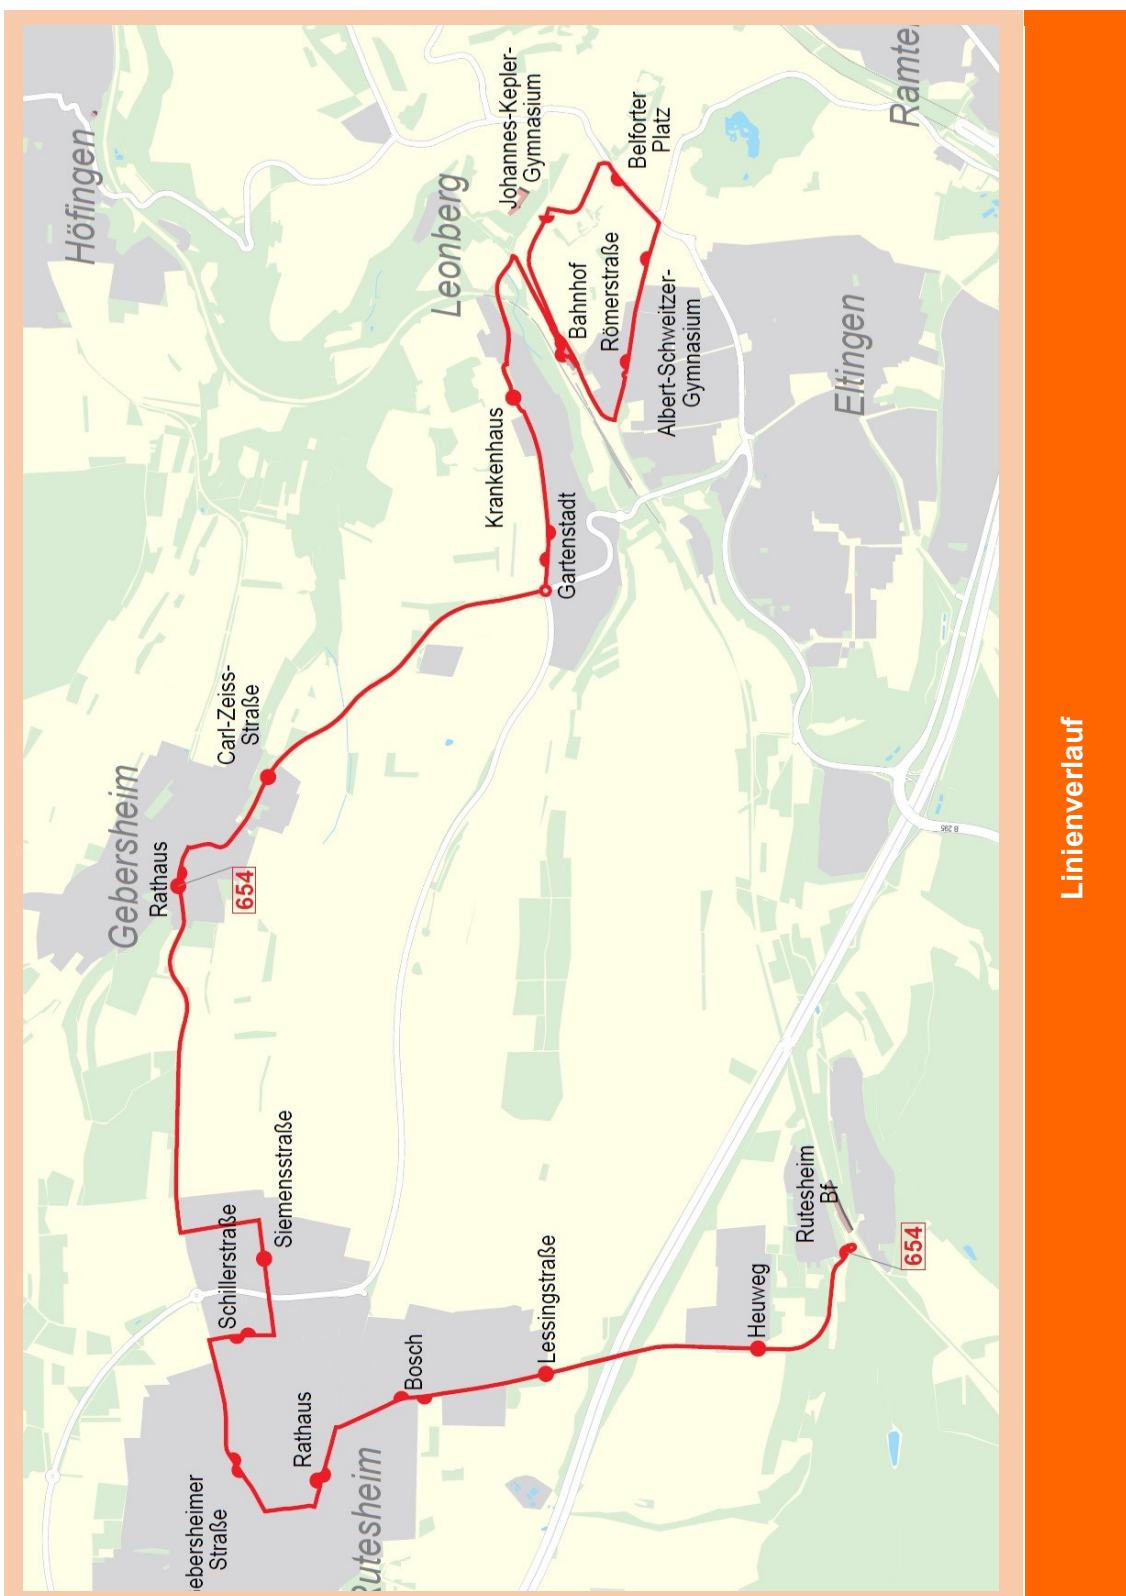 Höfingen
Leonberg
Johannes-Kepler-
Gymnasium
Belforter
Platz
Bahnhof
Römerstraße
Albert-Schweitzer-
Gymnasium
Eltingen
Krankenhaus
Gartenstadt
Carl-Zeiss-
Straße
Gebersheim
Rathaus
654
B 295
Siemensstraße
Schillerstraße
ebersheimer
Straße
Rathaus
Rutesheim
Bosch
Lessingstraße
Heuweg
Rutesheim
Bf
654
Linienverlauf